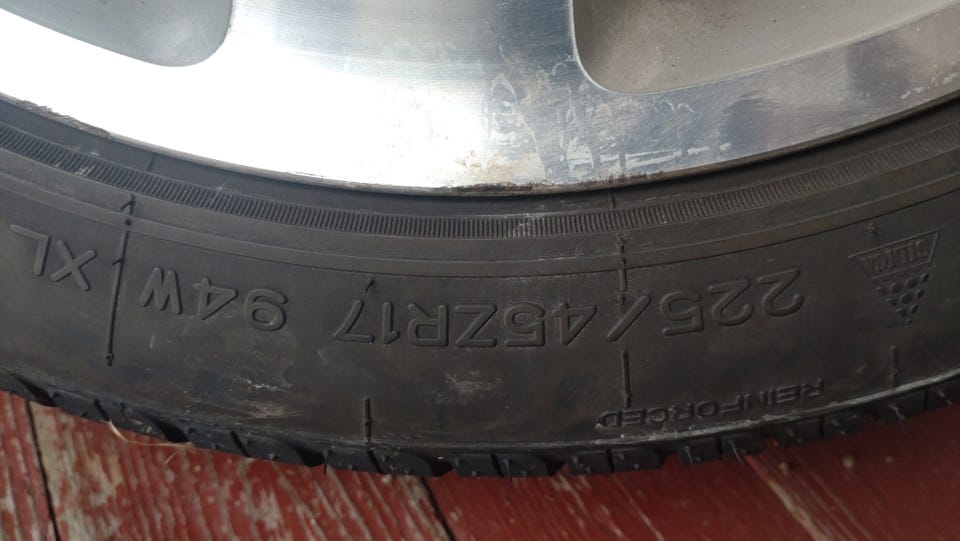 SILICA
225/45ZR17 94W XL
REINFORCED